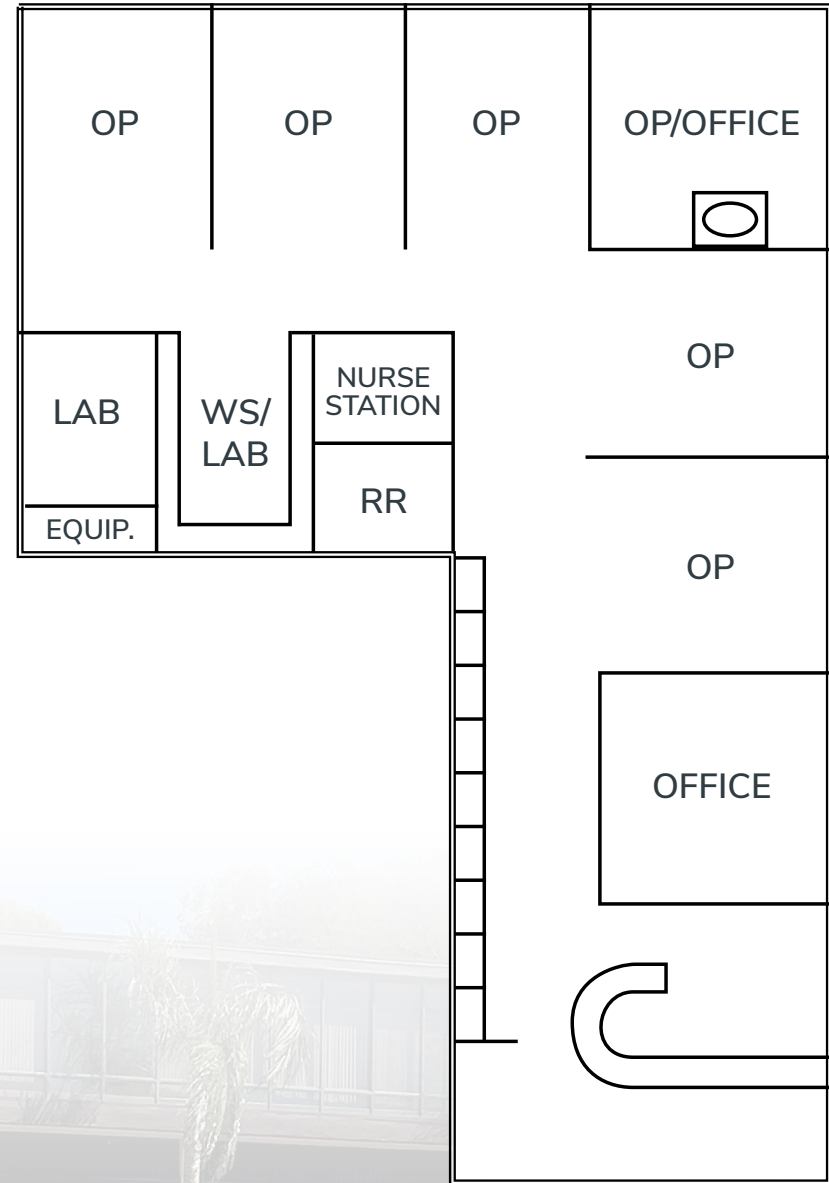 OP
OP
OP
OP/OFFICE
OP
LAB
WS/
LAB
NURSE
STATION
RR
EQUIP.
OP
OFFICE